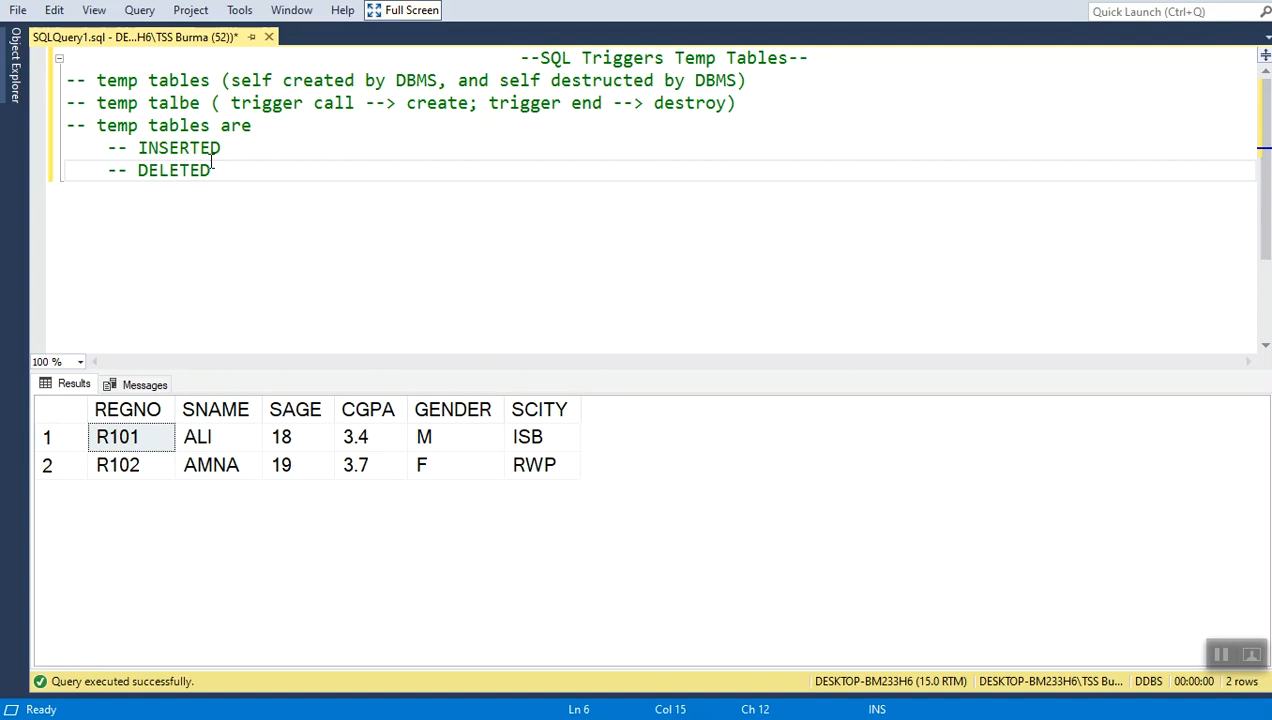 File Edit View Query Project Tools Window Help Full Screen Quick Launch (Ctrl+Q)
Object Explorer
SQLQuery1.sql - DE...H6\TSS Burma (52))*
--SQL Triggers Temp Tables--
-- temp tables (self created by DBMS, and self destructed by DBMS)
-- temp talbe ( trigger call --> create; trigger end --> destroy)
-- temp tables are
-- INSERTED
-- DELETED
100 %
Results Messages
REGNO SNAME SAGE CGPA GENDER SCITY
1 R101 ALI 18 3.4 M ISB
2 R102 AMNA 19 3.7 F RWP
Query executed successfully. DESKTOP-BM233H6 (15.0 RTM) DESKTOP-BM233H6\TSS Bu... DDBS 00:00:00 2 rows
Ready Ln 6 Col 15 Ch 12 INS